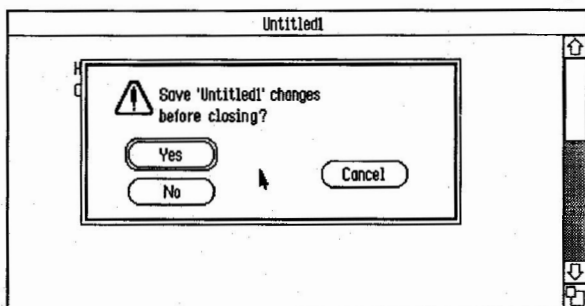 Untitled1
Save 'Untitled1' changes
before closing?
Yes
No
Cancel